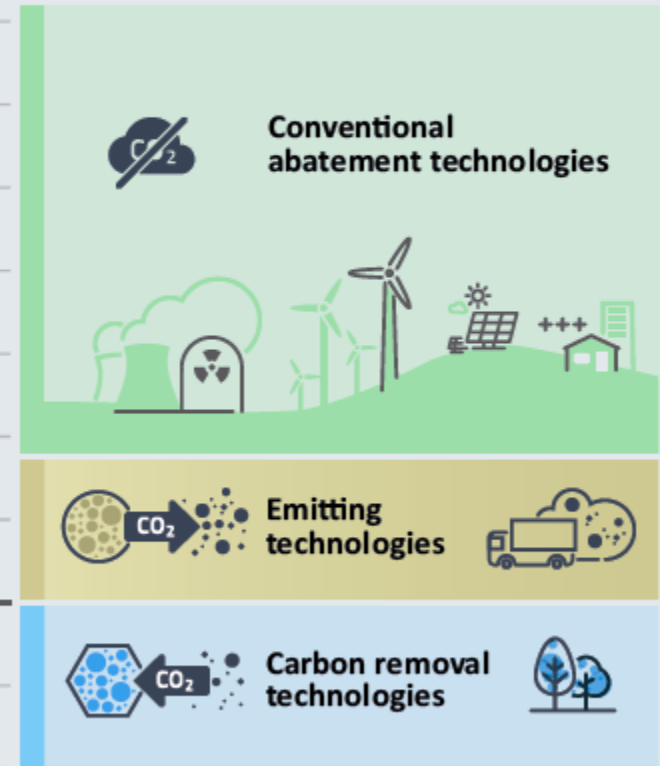 CO2
Conventional
abatement technologies
+++
CO2
Emitting
technologies
CO2
Carbon removal
technologies